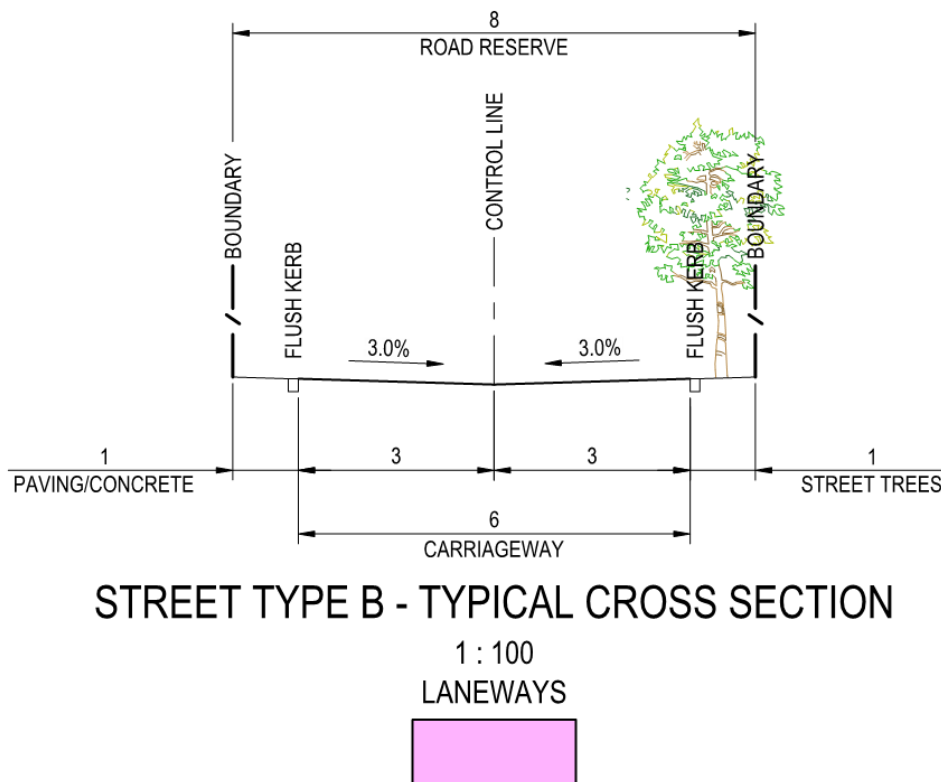 8
ROAD RESERVE
BOUNDARY
FLUSH KERB
CONTROL LINE
FLUSH KERB
BOUNDARY
3.0%
3.0%
1
PAVING/CONCRETE
3
3
1
STREET TREES
6
CARRIAGEWAY
STREET TYPE B - TYPICAL CROSS SECTION
1 : 100
LANEWAYS